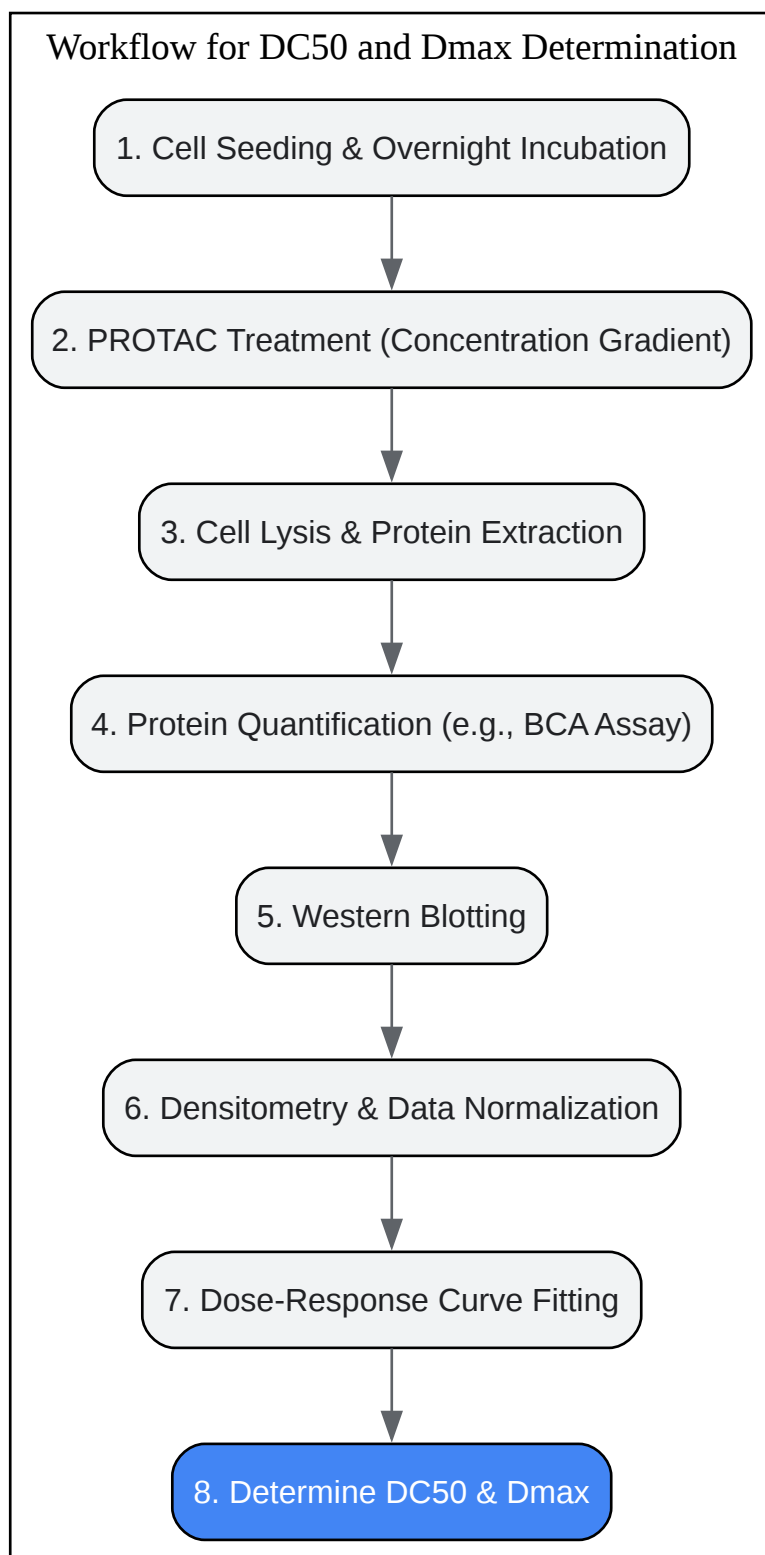 Workflow for DC50 and Dmax Determination
1. Cell Seeding & Overnight Incubation
2. PROTAC Treatment (Concentration Gradient)
3. Cell Lysis & Protein Extraction
4. Protein Quantification (e.g., BCA Assay)
5. Western Blotting
6. Densitometry & Data Normalization
7. Dose-Response Curve Fitting
8. Determine DC50 & Dmax